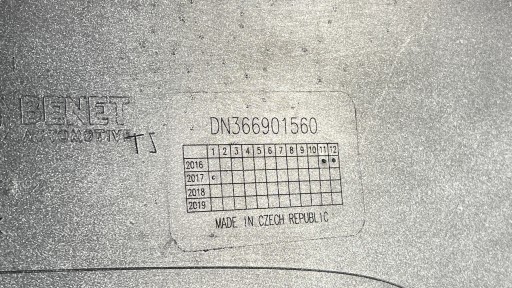 BENET
AUTOMOTIVE
TZ
DN366901560
1 2 3 4 5 6 7 8 9 10 11 12
2016
2017
2018
2019
MADE IN CZECH REPUBLIC